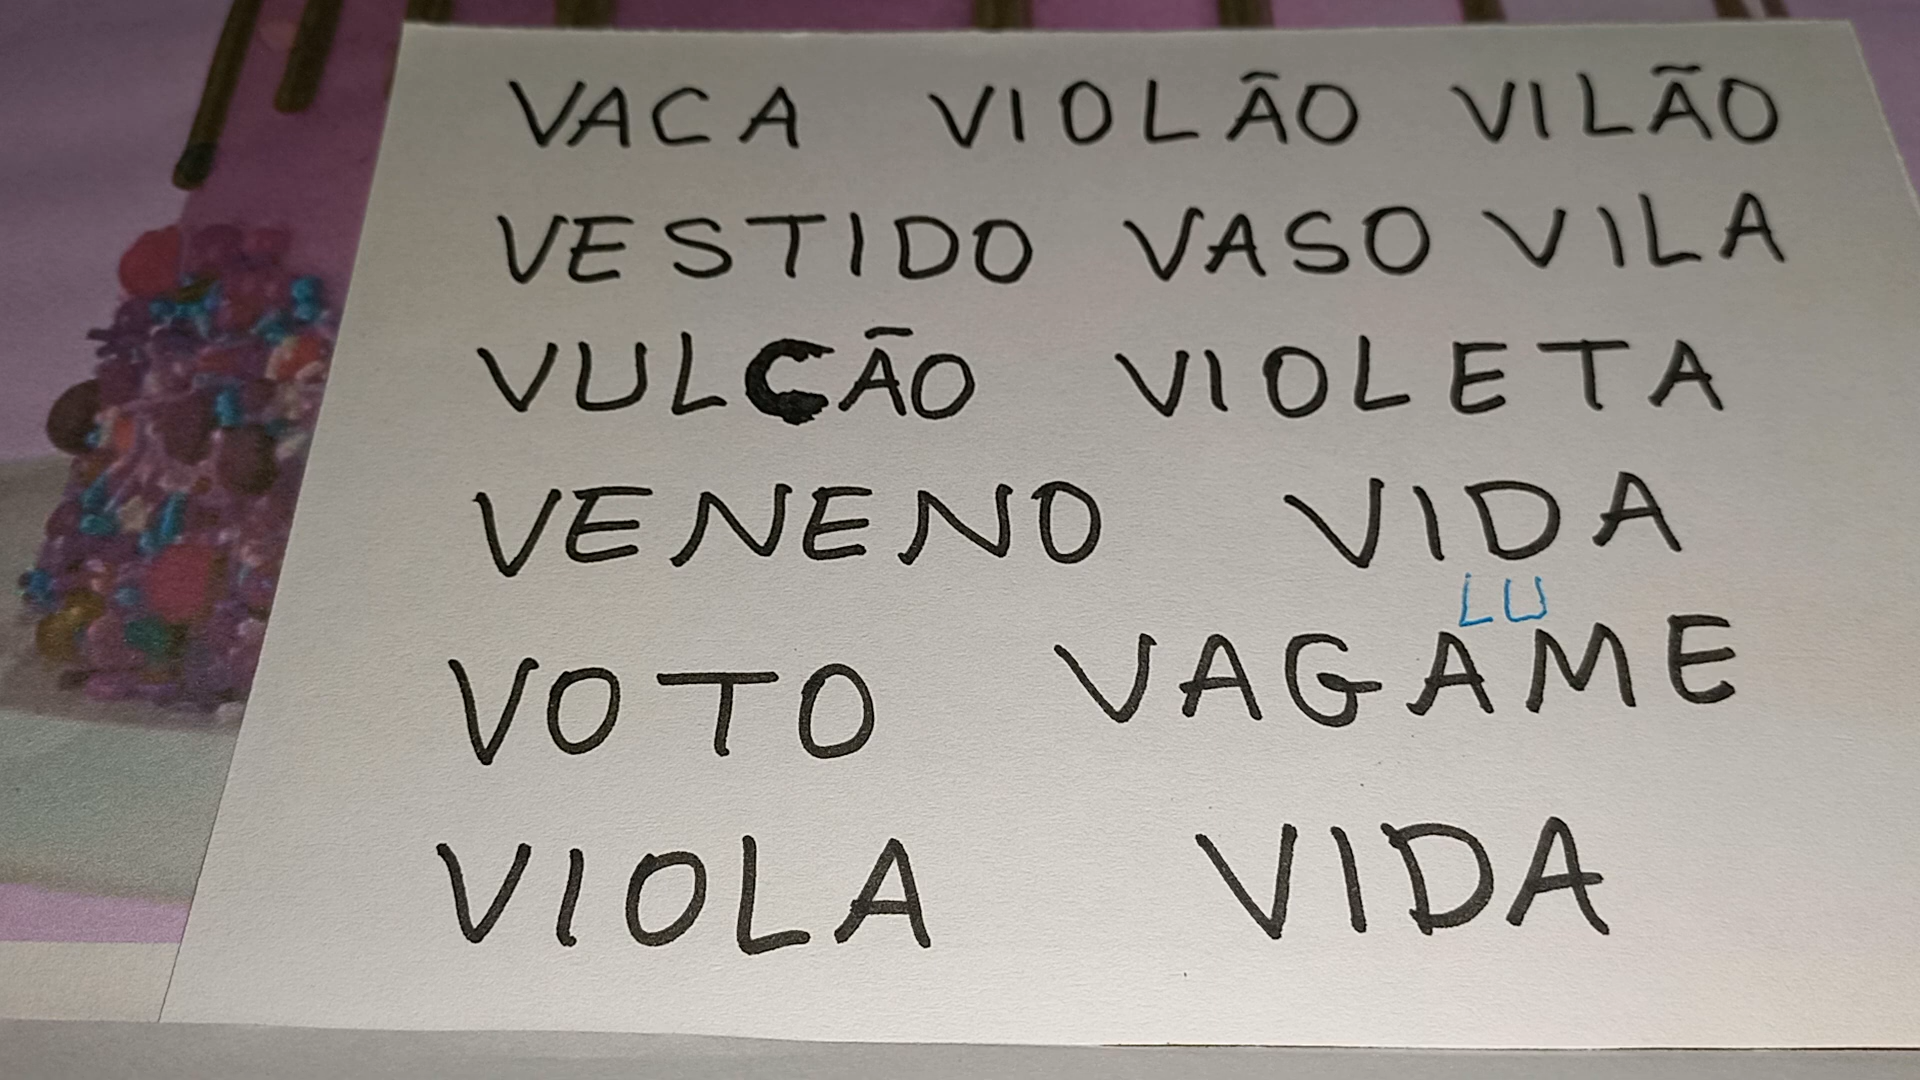 VACA VIOLÃO VILÃO
VESTIDO VASO VILA
VULCÃO VIOLETA
VENENO VIDA
LU
VOTO VAGAME
VIOLA VIDA